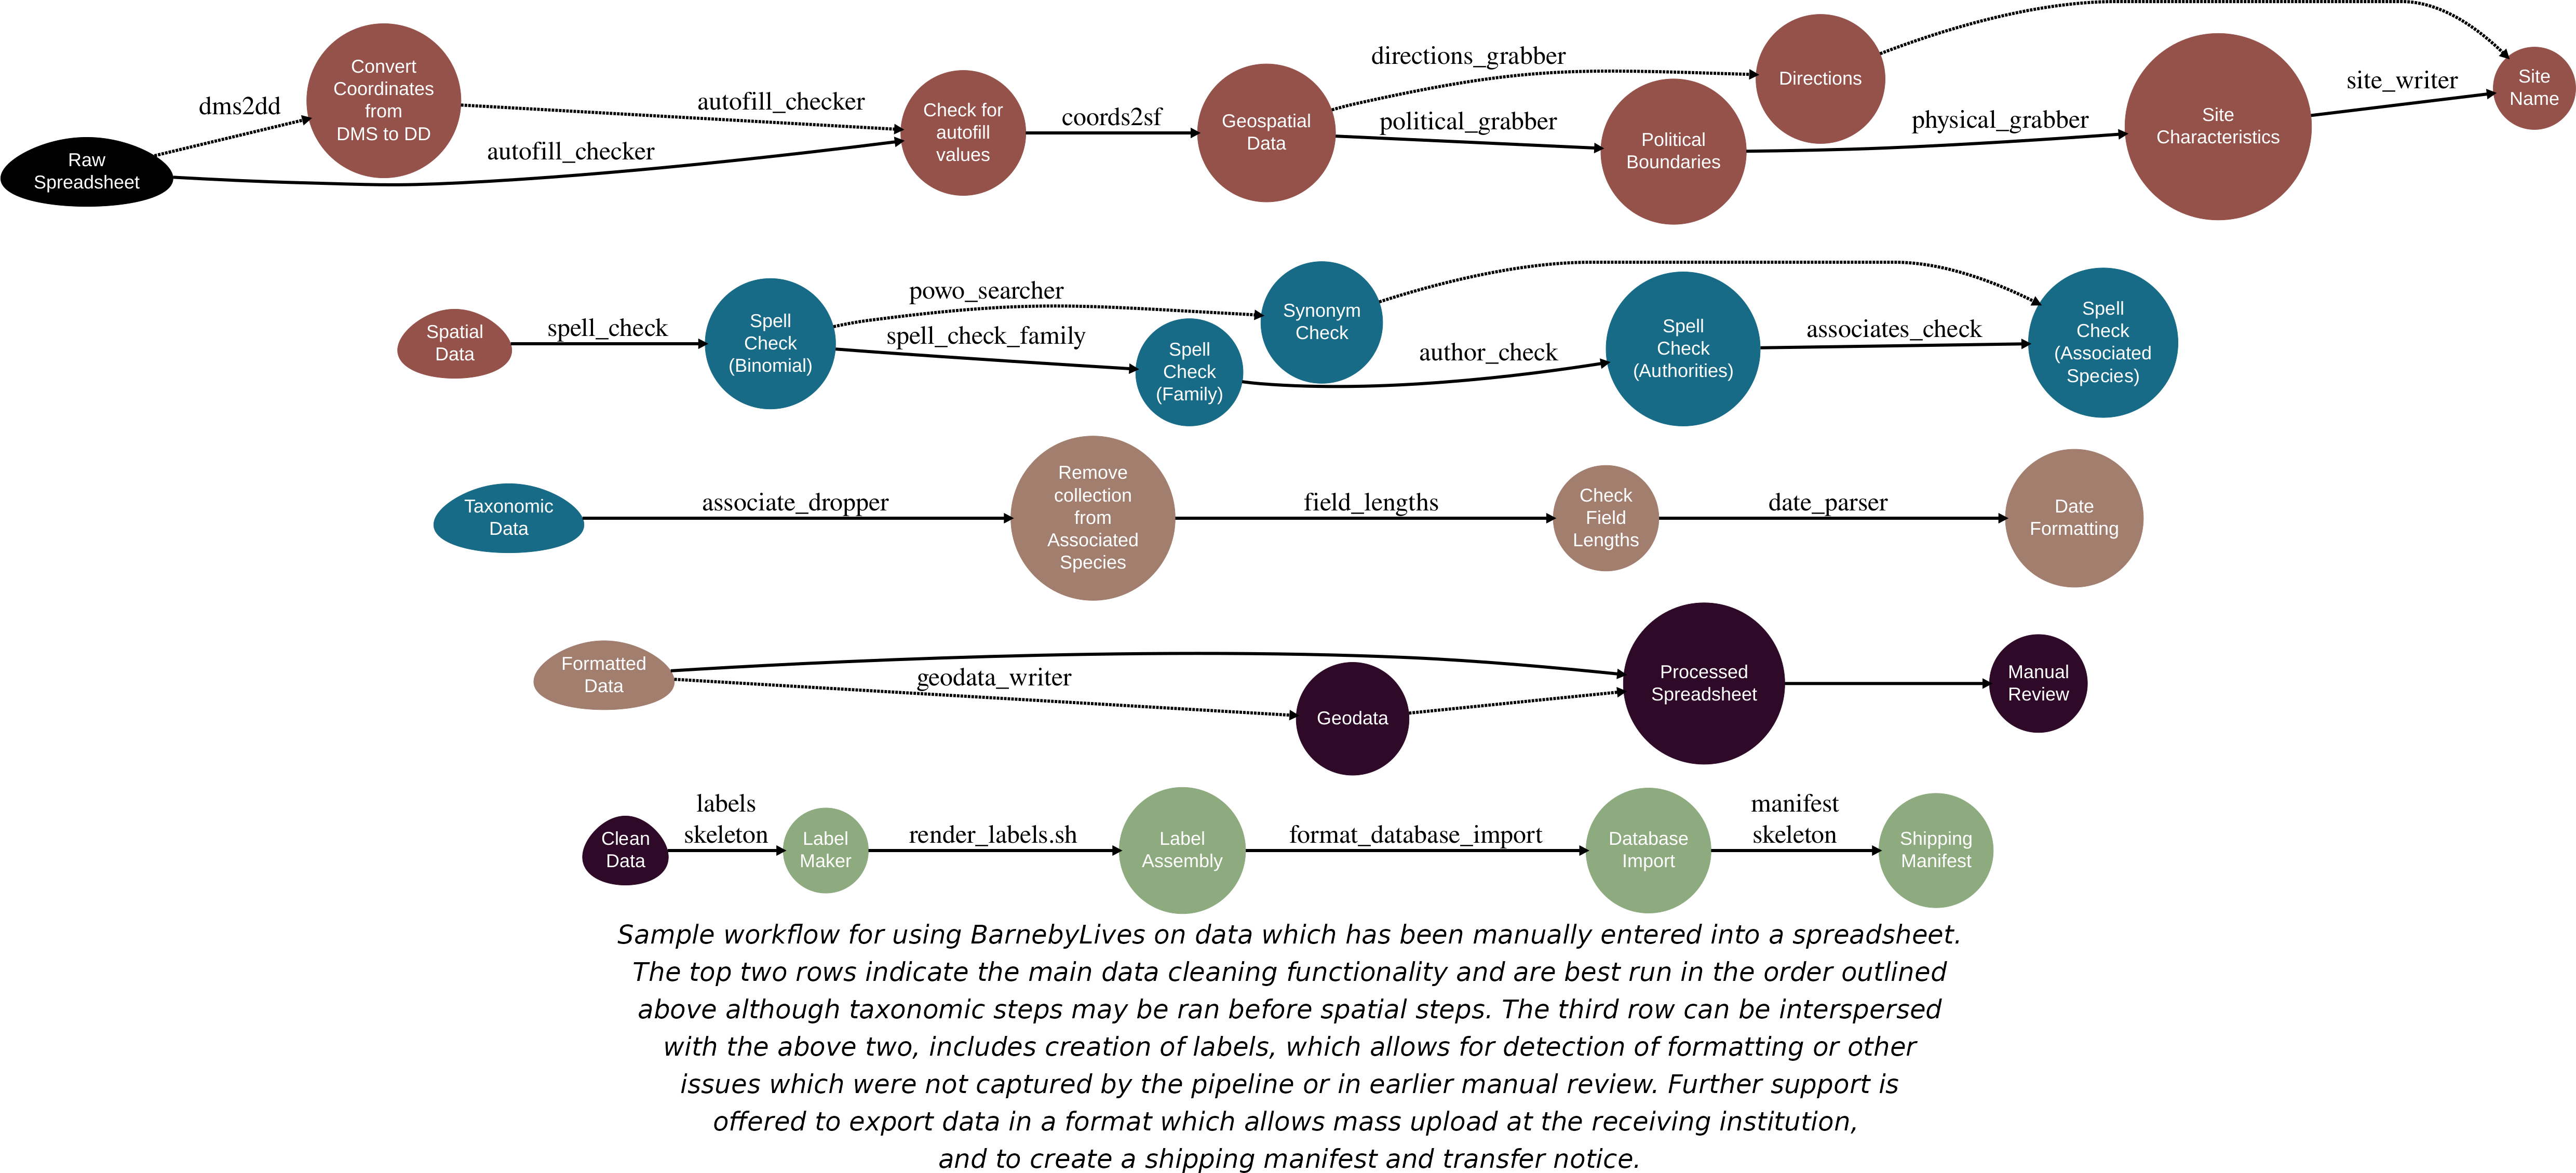 Raw
Spreadsheet
dms2dd
Convert
Coordinates
from
DMS to DD
autofill_checker
autofill_checker
Check for
autofill
values
coords2sf
Geospatial
Data
directions_grabber
political_grabber
Directions
Political
Boundaries
physical_grabber
Site
Characteristics
site_writer
Site
Name
Spatial
Data
spell_check
Spell
Check
(Binomial)
powo_searcher
spell_check_family
Spell
Check
(Family)
Synonym
Check
author_check
Spell
Check
(Authorities)
associates_check
Spell
Check
(Associated
Species)
Taxonomic
Data
associate_dropper
Remove
collection
from
Associated
Species
field_lengths
Check
Field
Lengths
date_parser
Date
Formatting
Formatted
Data
geodata_writer
Geodata
Processed
Spreadsheet
Manual
Review
Clean
Data
labels
skeleton
Label
Maker
render_labels.sh
Label
Assembly
format_database_import
Database
Import
manifest
skeleton
Shipping
Manifest
Sample workflow for using BarnebyLives on data which has been manually entered into a spreadsheet.
The top two rows indicate the main data cleaning functionality and are best run in the order outlined
above although taxonomic steps may be ran before spatial steps. The third row can be interspersed
with the above two, includes creation of labels, which allows for detection of formatting or other
issues which were not captured by the pipeline or in earlier manual review. Further support is
offered to export data in a format which allows mass upload at the receiving institution,
and to create a shipping manifest and transfer notice.